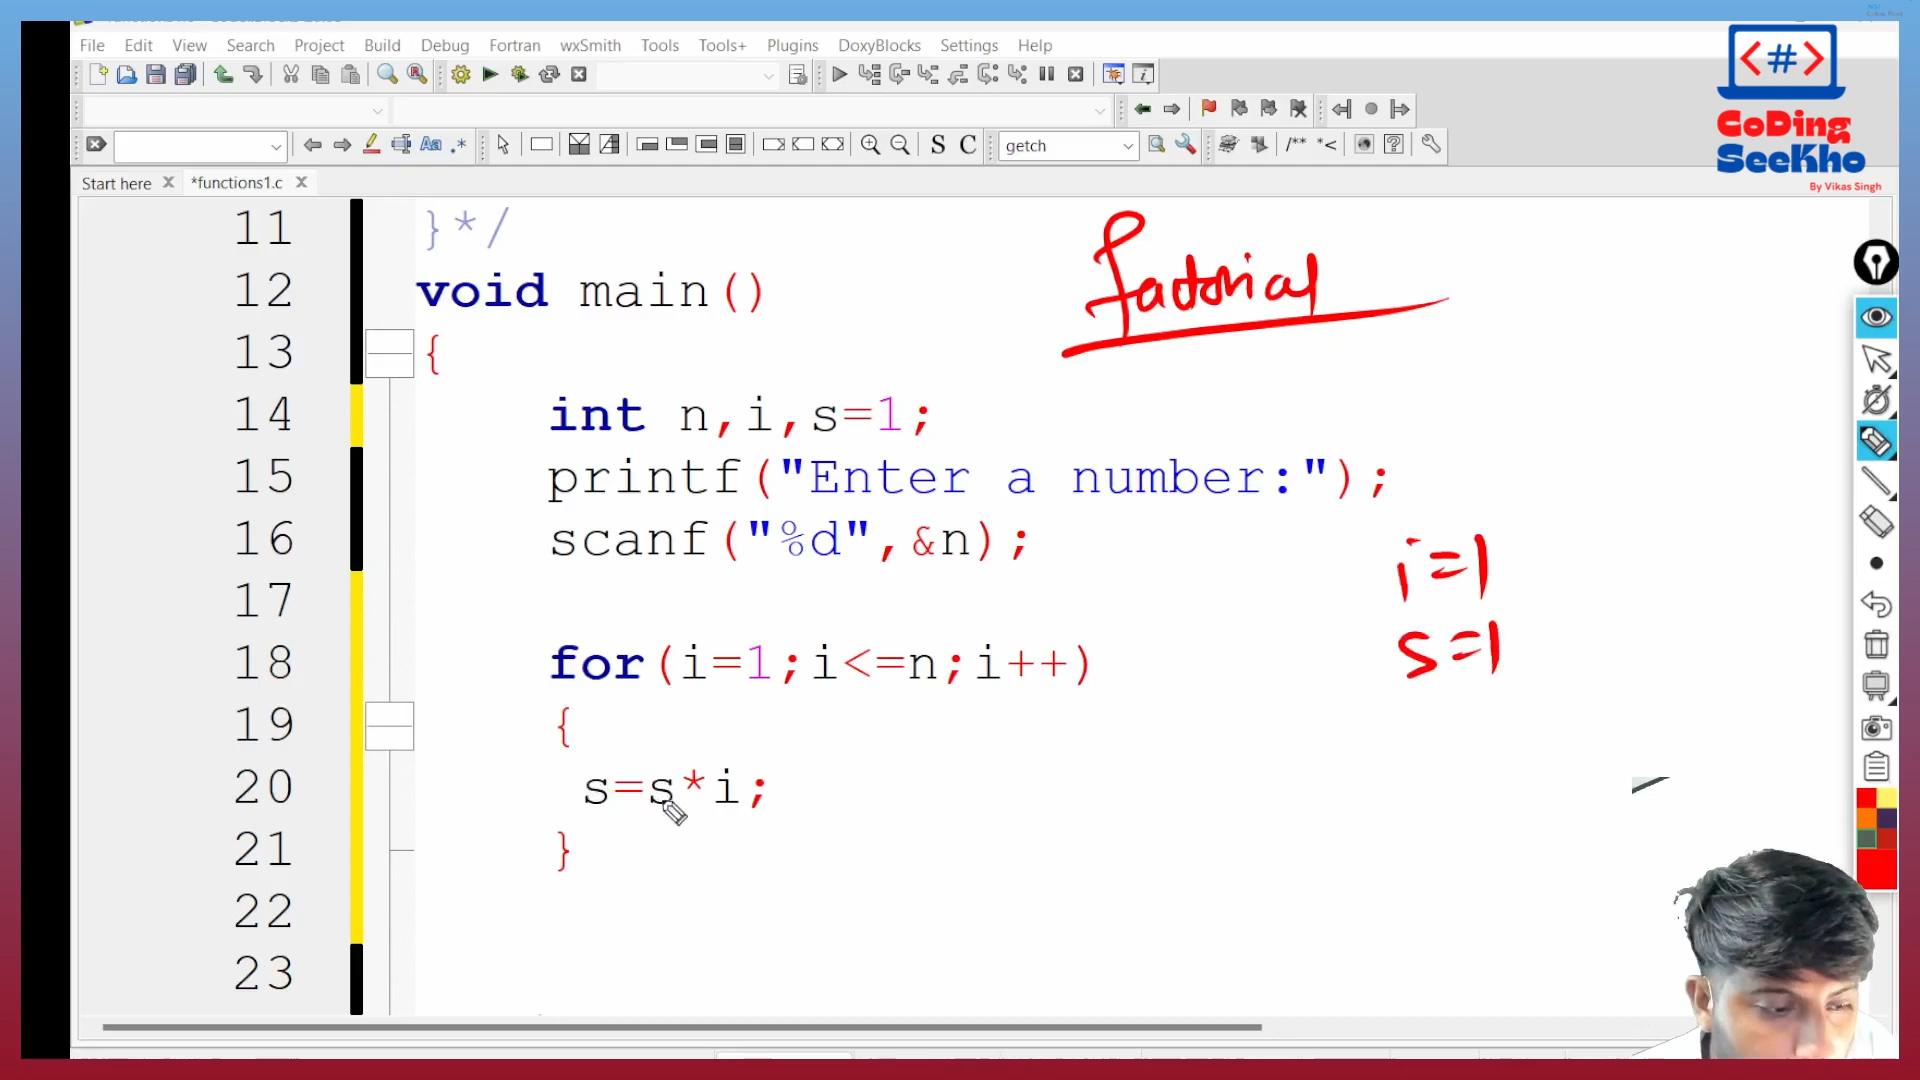 File Edit View Search Project Build Debug Fortran wxSmith Tools Tools+ Plugins DoxyBlocks Settings Help
<#>
CoDing
SeeKho
By Vikas Singh
S C getch
Start here *functions1.c
Factorial
11 }*/
12 void main()
13 {
14 int n,i,s=1;
15 printf("Enter a number:");
16 scanf("%d",&n);
17
18 for(i=1;i<=n;i++)
19 {
20 s=s*i;
21 }
22
23
i=1
s=1